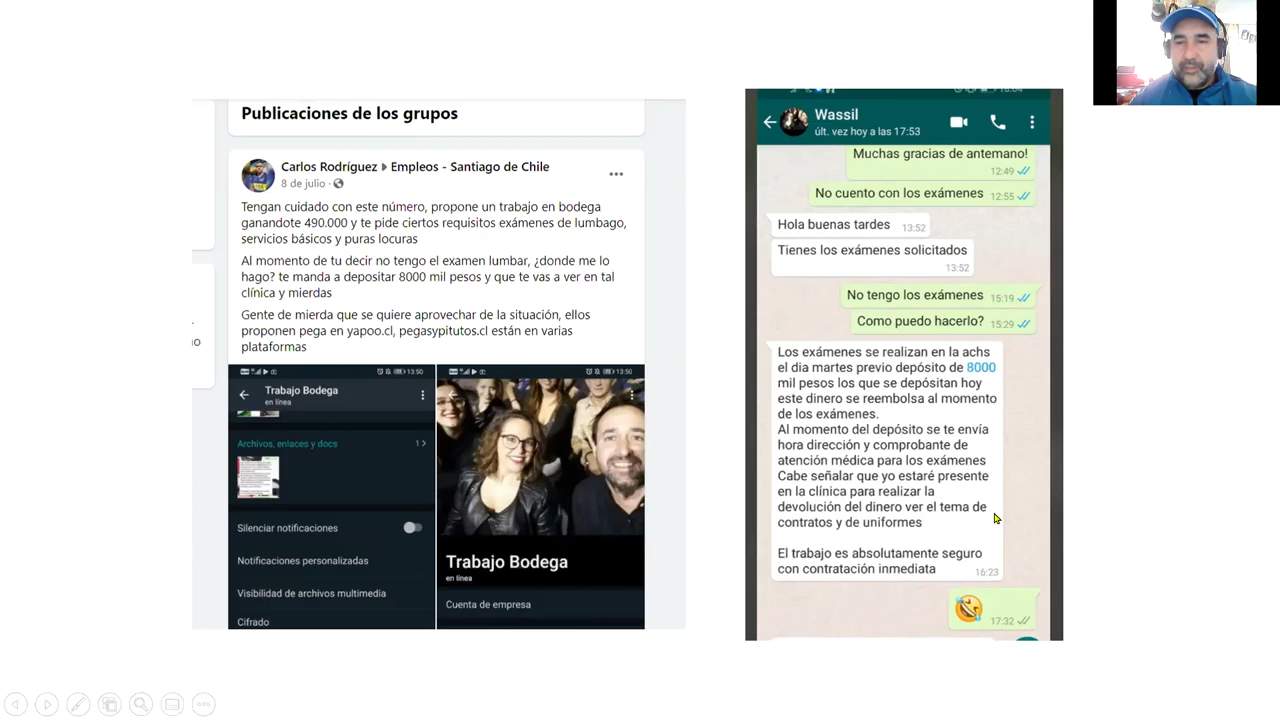 Publicaciones de los grupos
Carlos Rodríguez ▸ Empleos - Santiago de Chile
8 de julio ·
Tengan cuidado con este número, propone un trabajo en bodega
ganandote 490.000 y te pide ciertos requisitos exámenes de lumbago,
servicios básicos y puras locuras
Al momento de tu decir no tengo el examen lumbar, ¿donde me lo
hago? te manda a depositar 8000 mil pesos y que te vas a ver en tal
clínica y mierdas
Gente de mierda que se quiere aprovechar de la situación, ellos
proponen pega en yapoo.cl, pegasypitutos.cl están en varias
plataformas
no
13:50
Trabajo Bodega
en línea
Archivos, enlaces y docs
1 >
Silenciar notificaciones
Notificaciones personalizadas
Visibilidad de archivos multimedia
Cifrado
13:50
Trabajo Bodega
en línea
Cuenta de empresa
Wassil
últ. vez hoy a las 17:53
Muchas gracias de antemano!
12:49
No cuento con los exámenes 12:55
Hola buenas tardes 13:52
Tienes los exámenes solicitados
13:52
No tengo los exámenes 15:19
Como puedo hacerlo? 15:29
Los exámenes se realizan en la achs
el dia martes previo depósito de 8000
mil pesos los que se depósitan hoy
este dinero se reembolsa al momento
de los exámenes.
Al momento del depósito se te envía
hora dirección y comprobante de
atención médica para los exámenes
Cabe señalar que yo estaré presente
en la clínica para realizar la
devolución del dinero ver el tema de
contratos y de uniformes
El trabajo es absolutamente seguro
con contratación inmediata 16:23
17:32